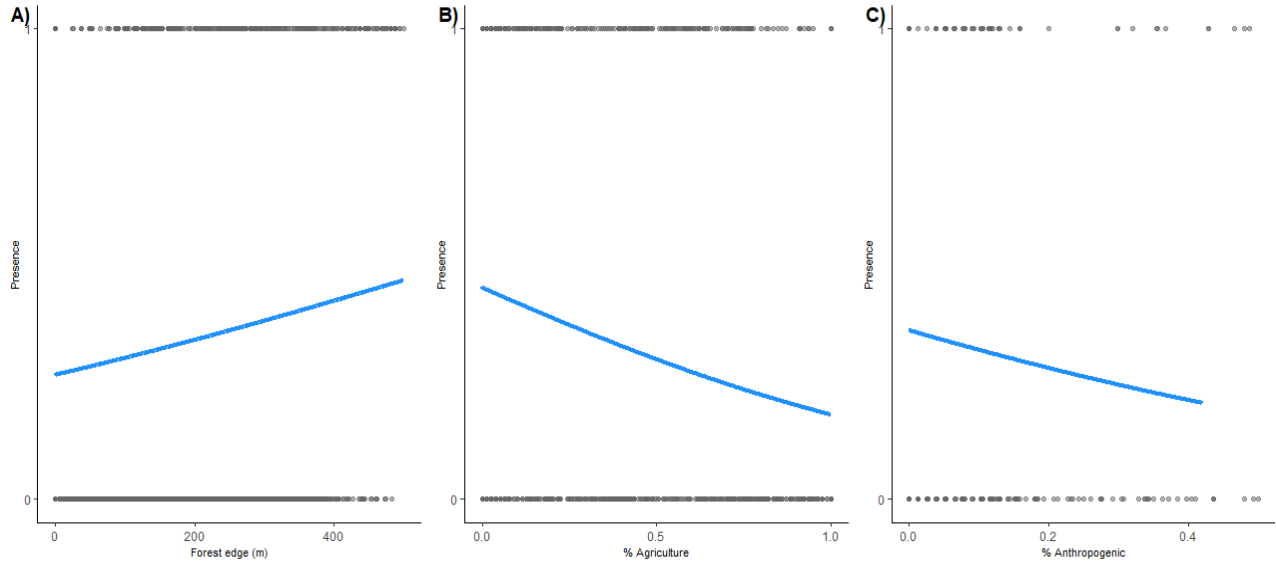 A)
1
Presence
0
0
200
400
Forest edge (m)
B)
1
Presence
0
0.0
0.5
1.0
% Agriculture
C)
1
Presence
0
0.0
0.2
0.4
% Anthropogenic